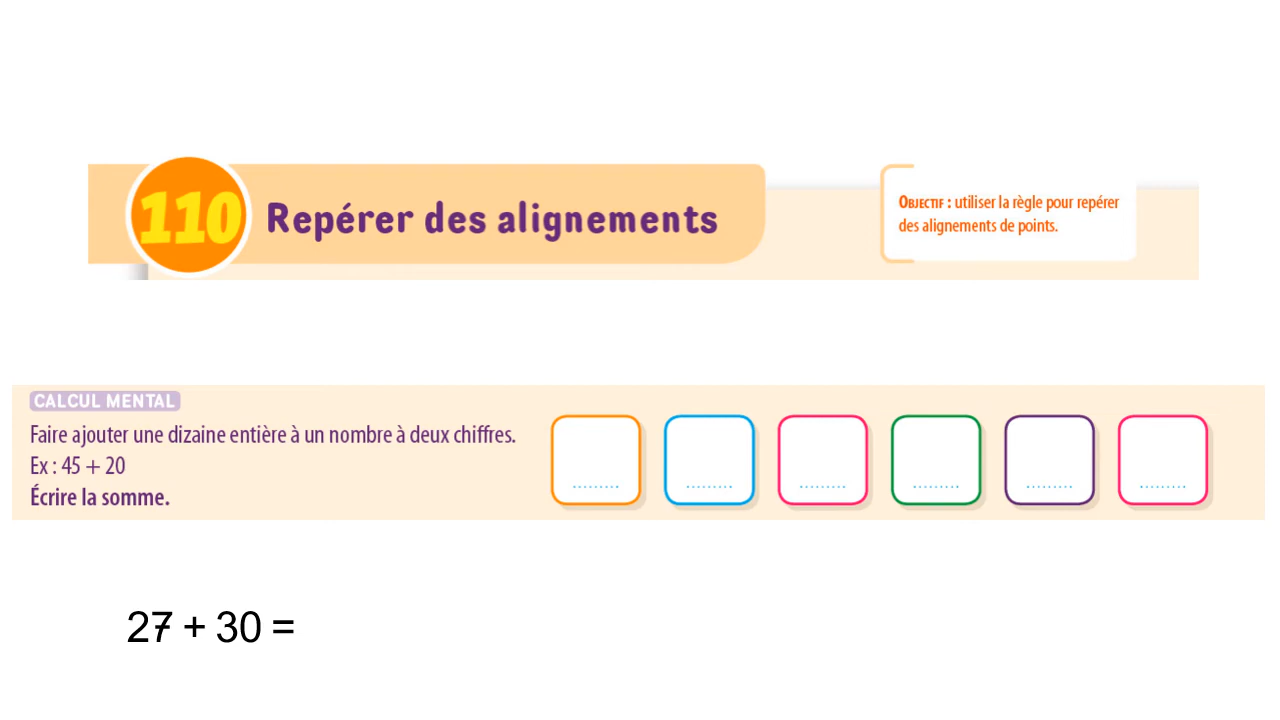 110 Repérer des alignements
OBJECTIF : utiliser la règle pour repérer
des alignements de points.
CALCUL MENTAL
Faire ajouter une dizaine entière à un nombre à deux chiffres.
Ex : 45 + 20
Écrire la somme.
......... ......... ......... ......... ......... .........
27 + 30 =